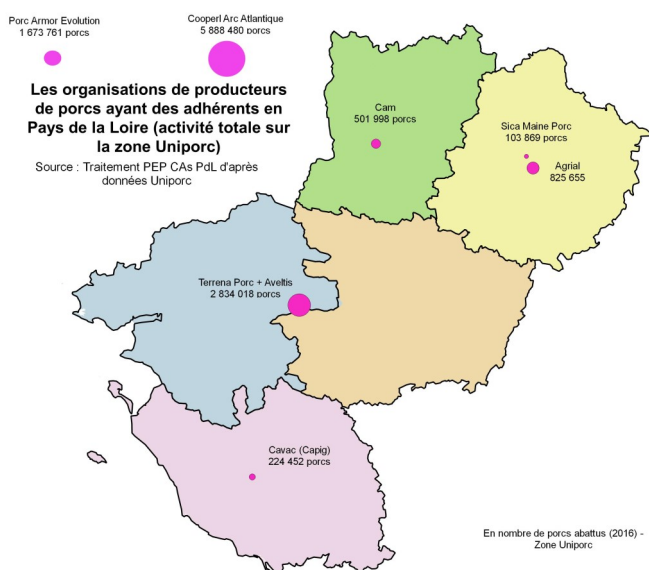 Porc Armor Evolution
1 673 761 porcs
Cooperl Arc Atlantique
5 888 480 porcs
Les organisations de producteurs
de porcs ayant des adhérents en
Pays de la Loire (activité totale sur
la zone Uniporc)
Source : Traitement PEP CAs PdL d'après
données Uniporc
Cam
501 998 porcs
Sica Maine Porc
103 869 porcs
Agrial
825 655
Terrena Porc + Aveltis
2 834 018 porcs
Cavac (Capig)
224 452 porcs
En nombre de porcs abattus (2016) -
Zone Uniporc